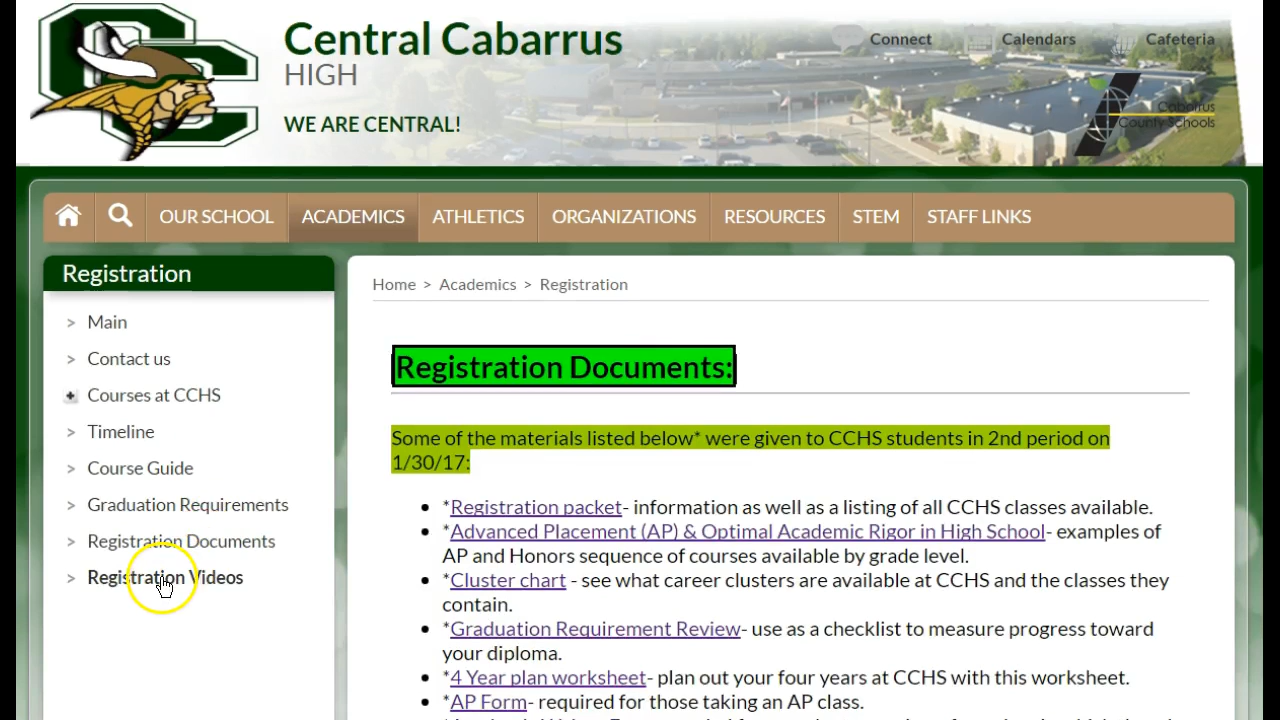 Central Cabarrus
HIGH
WE ARE CENTRAL!
Connect
Calendars
Cafeteria
Cabarrus
County Schools
OUR SCHOOL
ACADEMICS
ATHLETICS
ORGANIZATIONS
RESOURCES
STEM
STAFF LINKS
Registration
> Main
> Contact us
Courses at CCHS
> Timeline
> Course Guide
> Graduation Requirements
> Registration Documents
> Registration Videos
Home > Academics > Registration
Registration Documents:
Some of the materials listed below* were given to CCHS students in 2nd period on
1/30/17:
• *Registration packet- information as well as a listing of all CCHS classes available.
• *Advanced Placement (AP) & Optimal Academic Rigor in High School- examples of
AP and Honors sequence of courses available by grade level.
• *Cluster chart - see what career clusters are available at CCHS and the classes they
contain.
• *Graduation Requirement Review- use as a checklist to measure progress toward
your diploma.
• *4 Year plan worksheet- plan out your four years at CCHS with this worksheet.
• *AP Form- required for those taking an AP class.